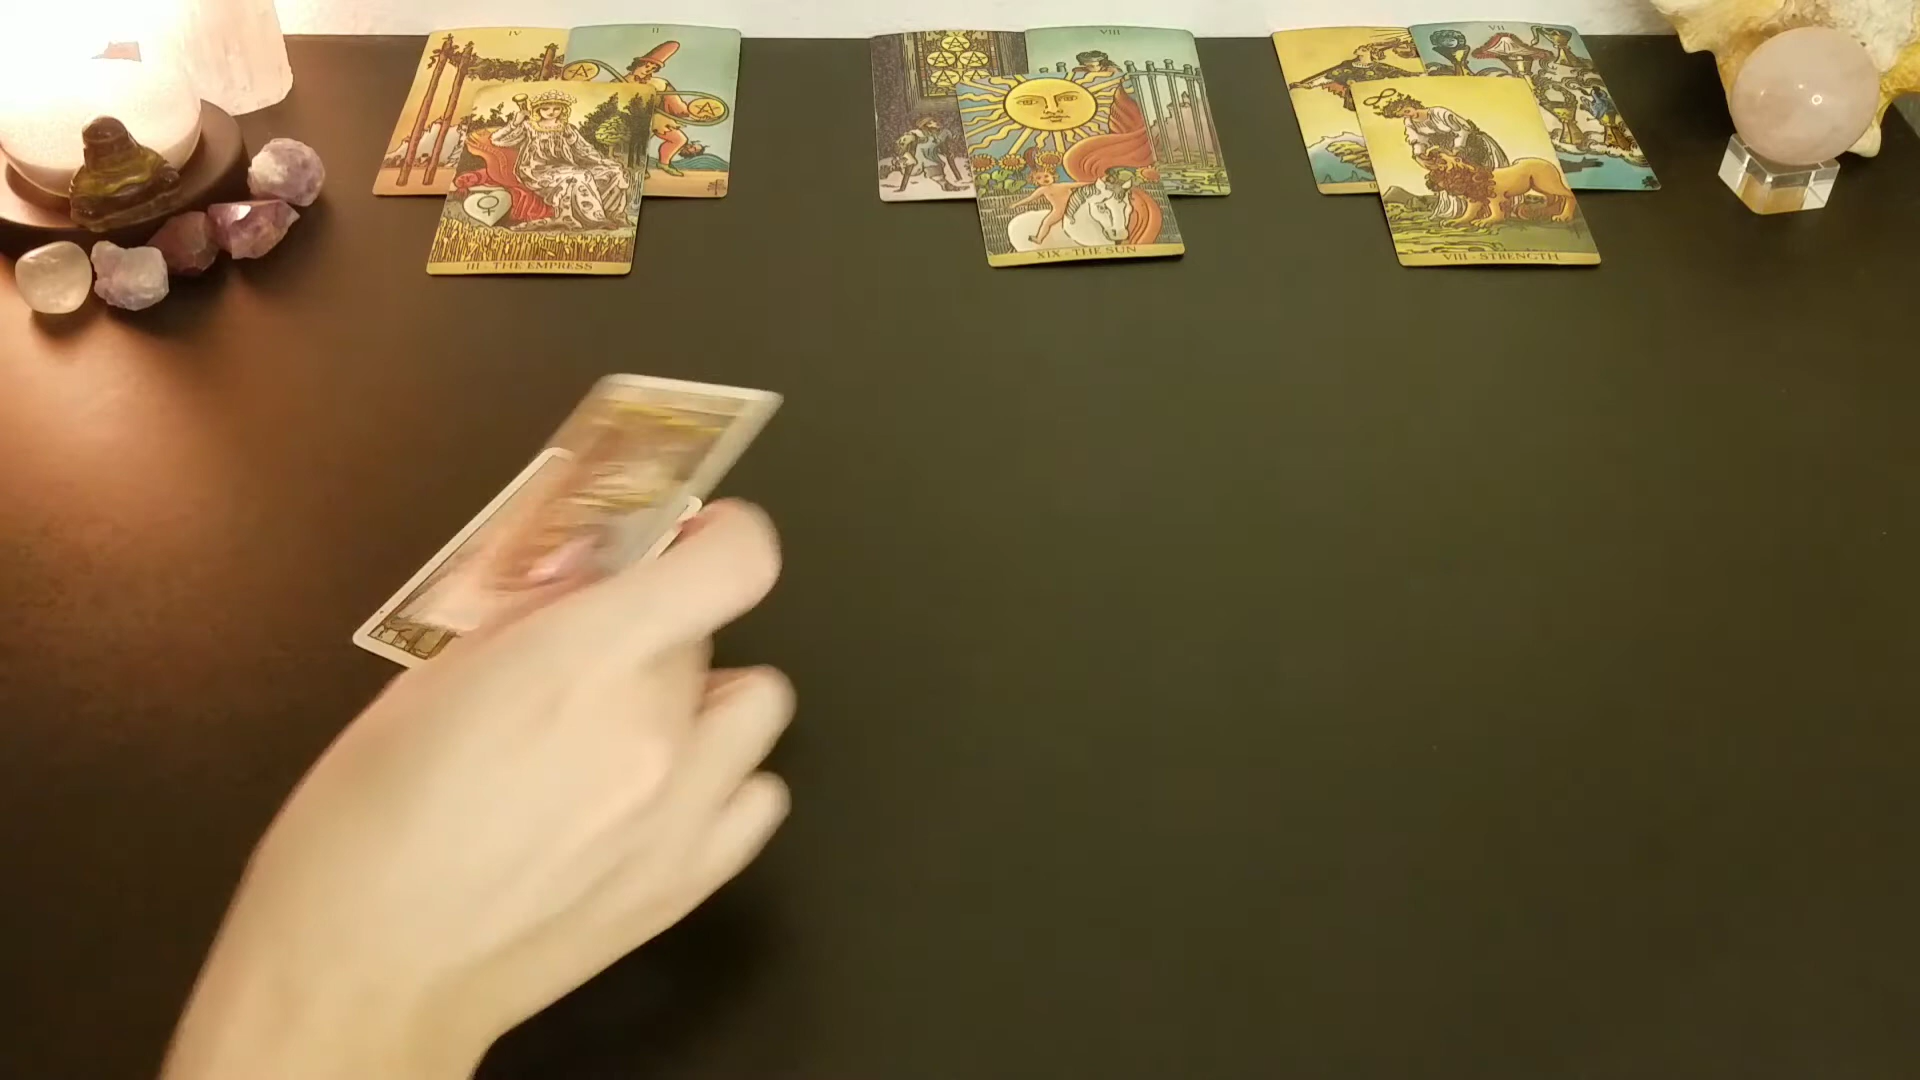 IV
II
III · THE EMPRESS
VIII
XIX · THE SUN
VII
VIII · STRENGTH